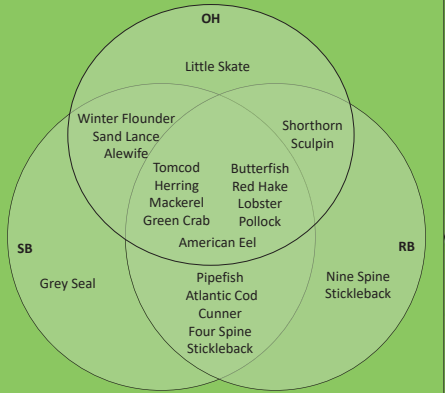 OH
Little Skate
Winter Flounder
Sand Lance
Alewife
Shorthorn
Sculpin
Tomcod
Herring
Mackerel
Green Crab
Butterfish
Red Hake
Lobster
Pollock
American Eel
SB
RB
Grey Seal
Pipefish
Atlantic Cod
Cunner
Four Spine
Stickleback
Nine Spine
Stickleback